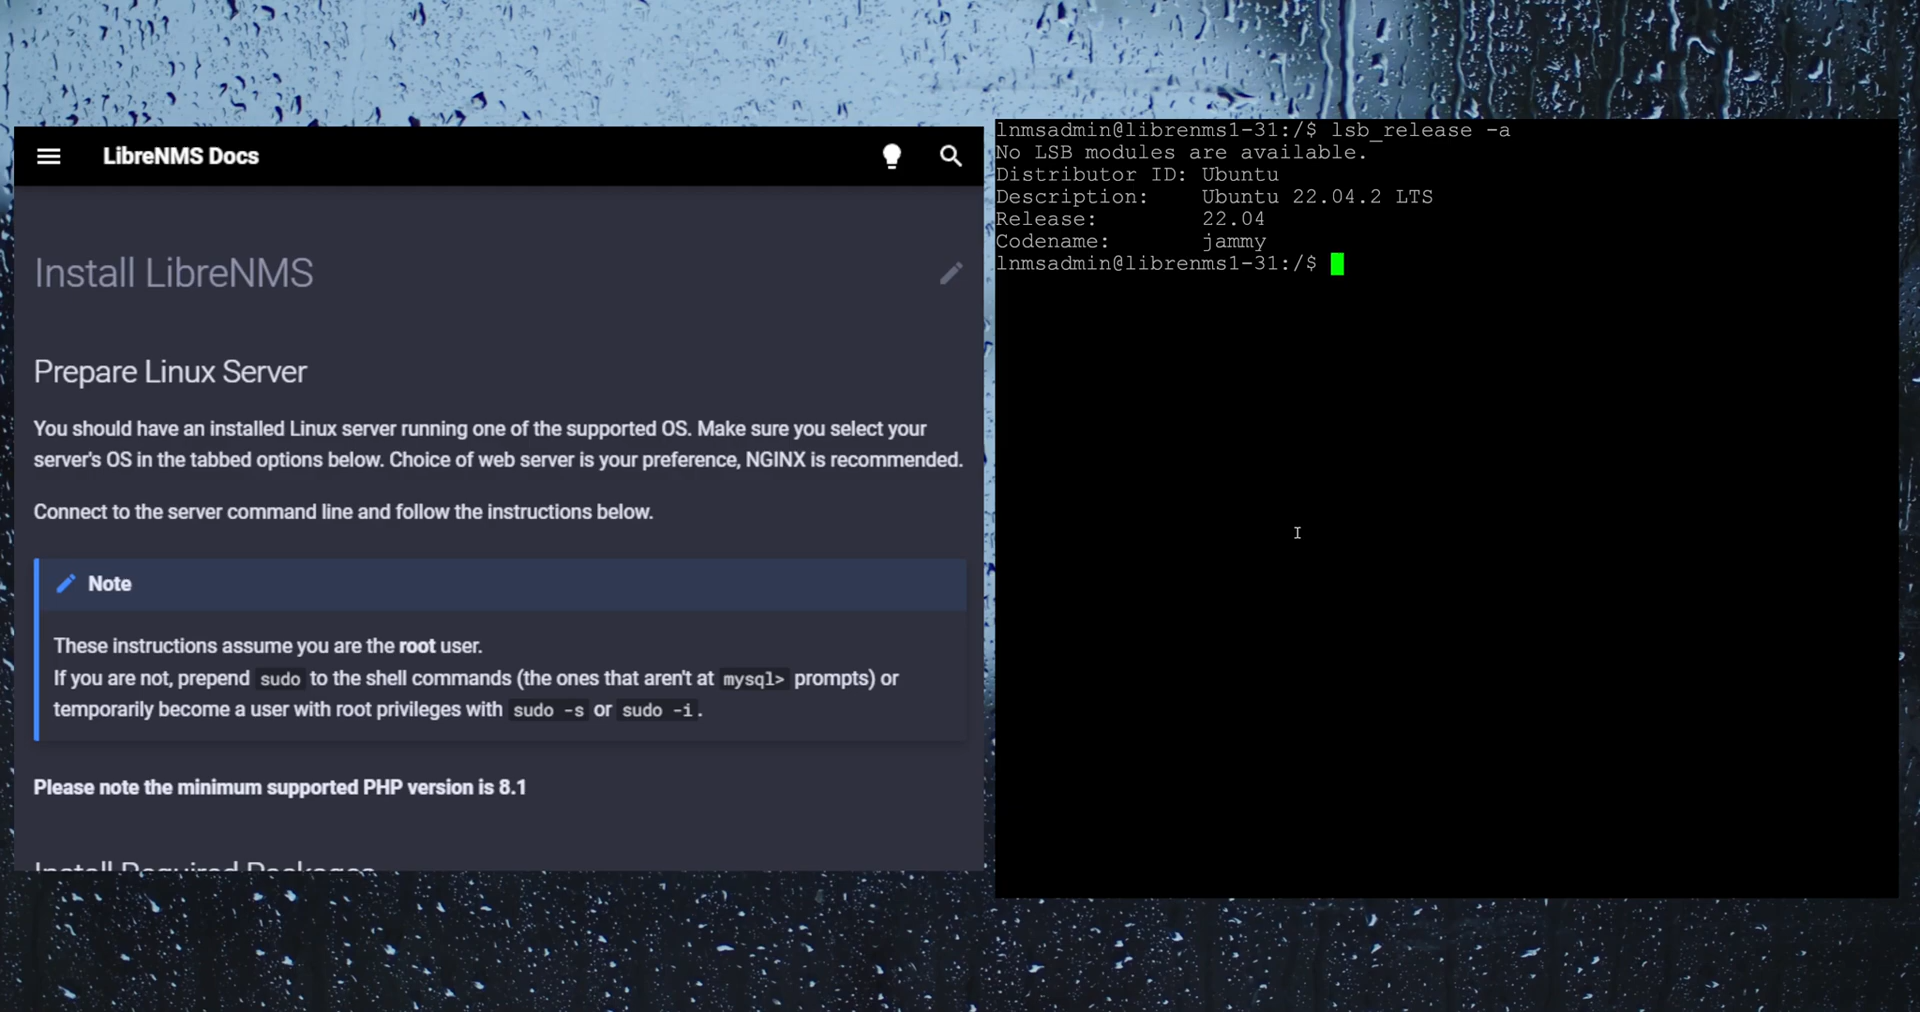 LibreNMS Docs
Install LibreNMS
Prepare Linux Server
You should have an installed Linux server running one of the supported OS. Make sure you select your
server's OS in the tabbed options below. Choice of web server is your preference, NGINX is recommended.
Connect to the server command line and follow the instructions below.
Note
These instructions assume you are the root user.
If you are not, prepend sudo to the shell commands (the ones that aren't at mysql> prompts) or
temporarily become a user with root privileges with sudo -s or sudo -i.
Please note the minimum supported PHP version is 8.1
Install Required Packages
lnmsadmin@librenms1-31:/$ lsb_release -a
No LSB modules are available.
Distributor ID: Ubuntu
Description:    Ubuntu 22.04.2 LTS
Release:        22.04
Codename:       jammy
lnmsadmin@librenms1-31:/$